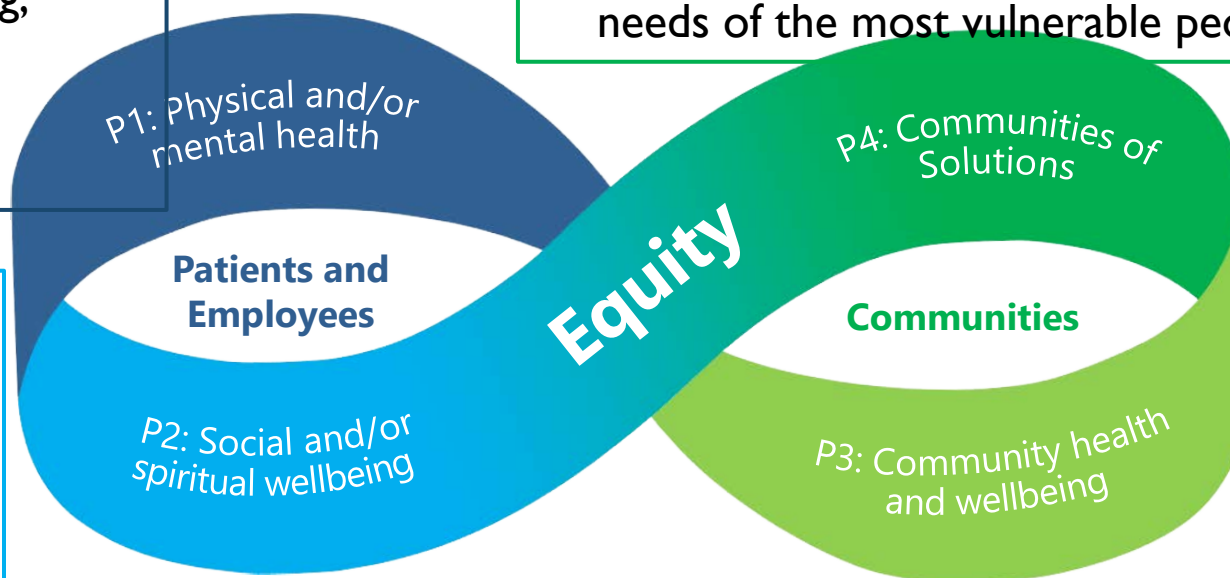 g,
needs of the most vulnerable
P1: Physical and/or
mental health
P4: Communities of
Solutions
Equity
Patients and
Employees
Communities
P2: Social and/or
spiritual wellbeing
P3: Community health
and wellbeing